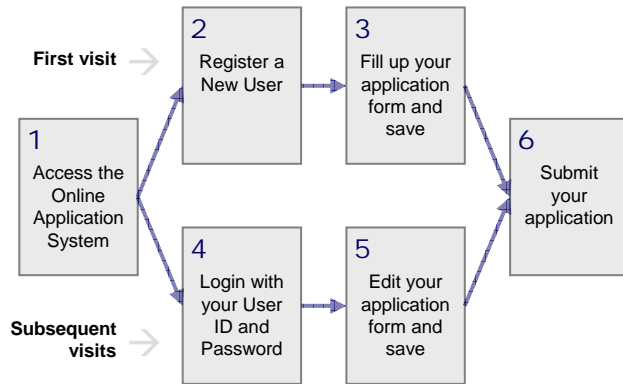 First visit
2
Register a
New User
3
Fill up your
application
form and
save
1
Access the
Online
Application
System
6
Submit
your
application
4
Login with
your User
ID and
Password
5
Edit your
application
form and
save
Subsequent
visits